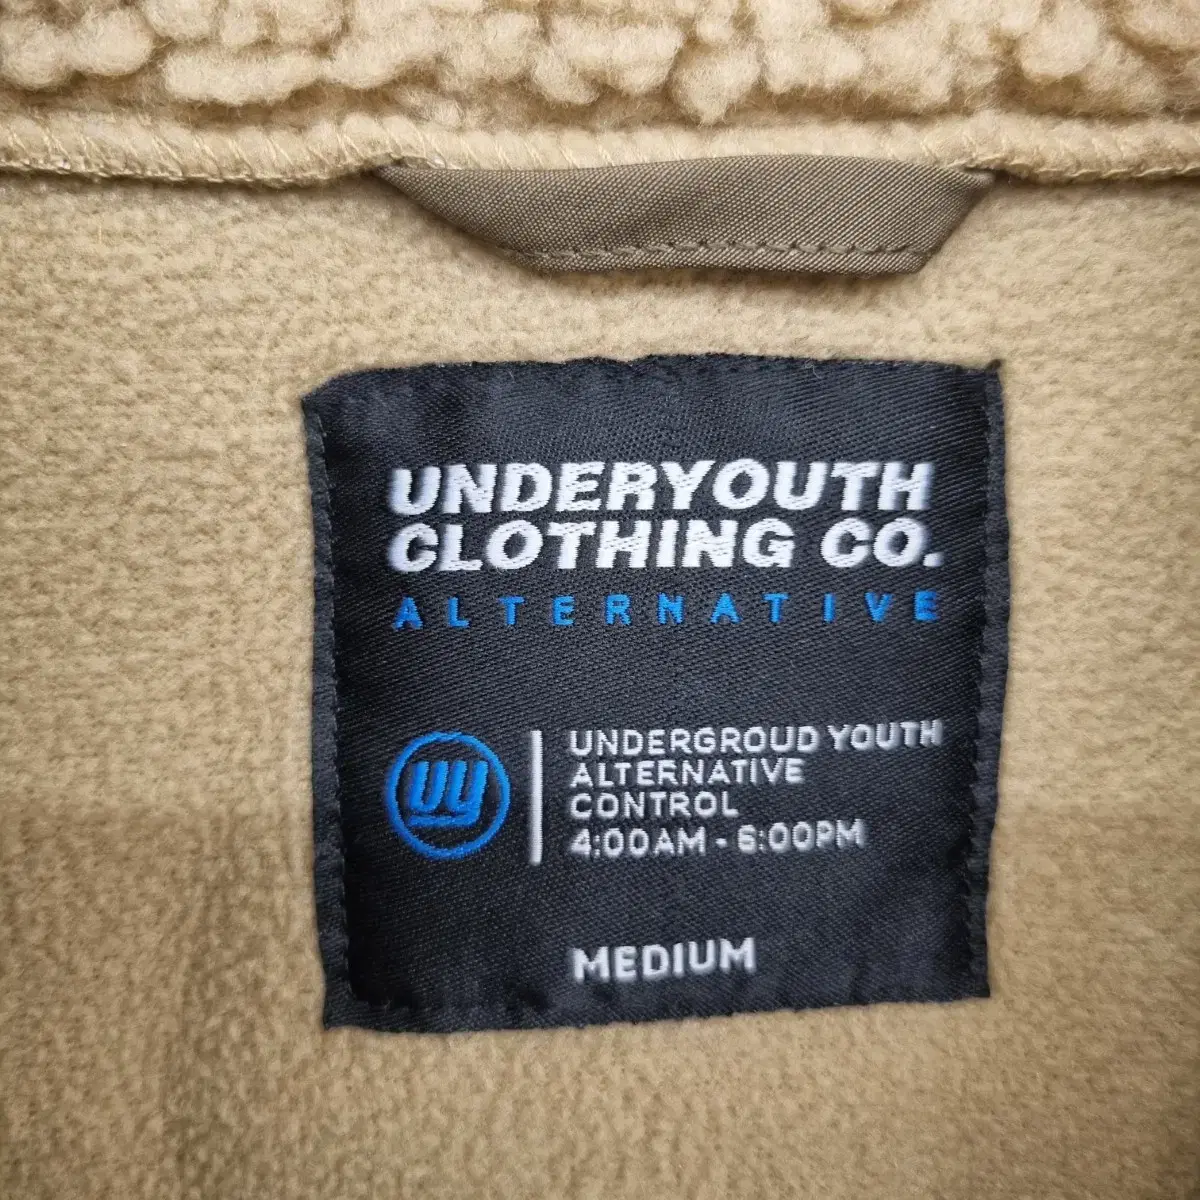 UNDERYOUTH
CLOTHING CO.
ALTERNATIVE
uy
UNDERGROUD YOUTH
ALTERNATIVE
CONTROL
4:00AM - 6:00PM
MEDIUM